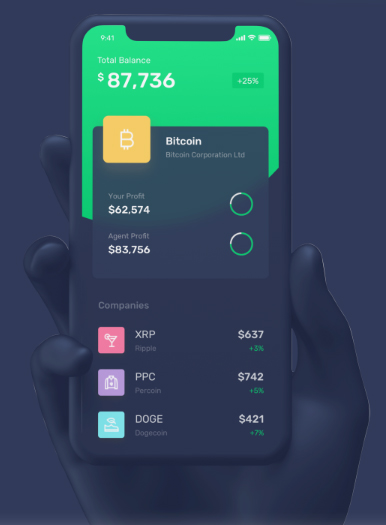 9:41
Total Balance
$ 87,736
+25%
Bitcoin
Bitcoin Corporation Ltd
Your Profit
$62,574
Agent Profit
$83,756
Companies
XRP $637
Ripple +3%
PPC $742
Percoin +5%
DOGE $421
Dogecoin +7%